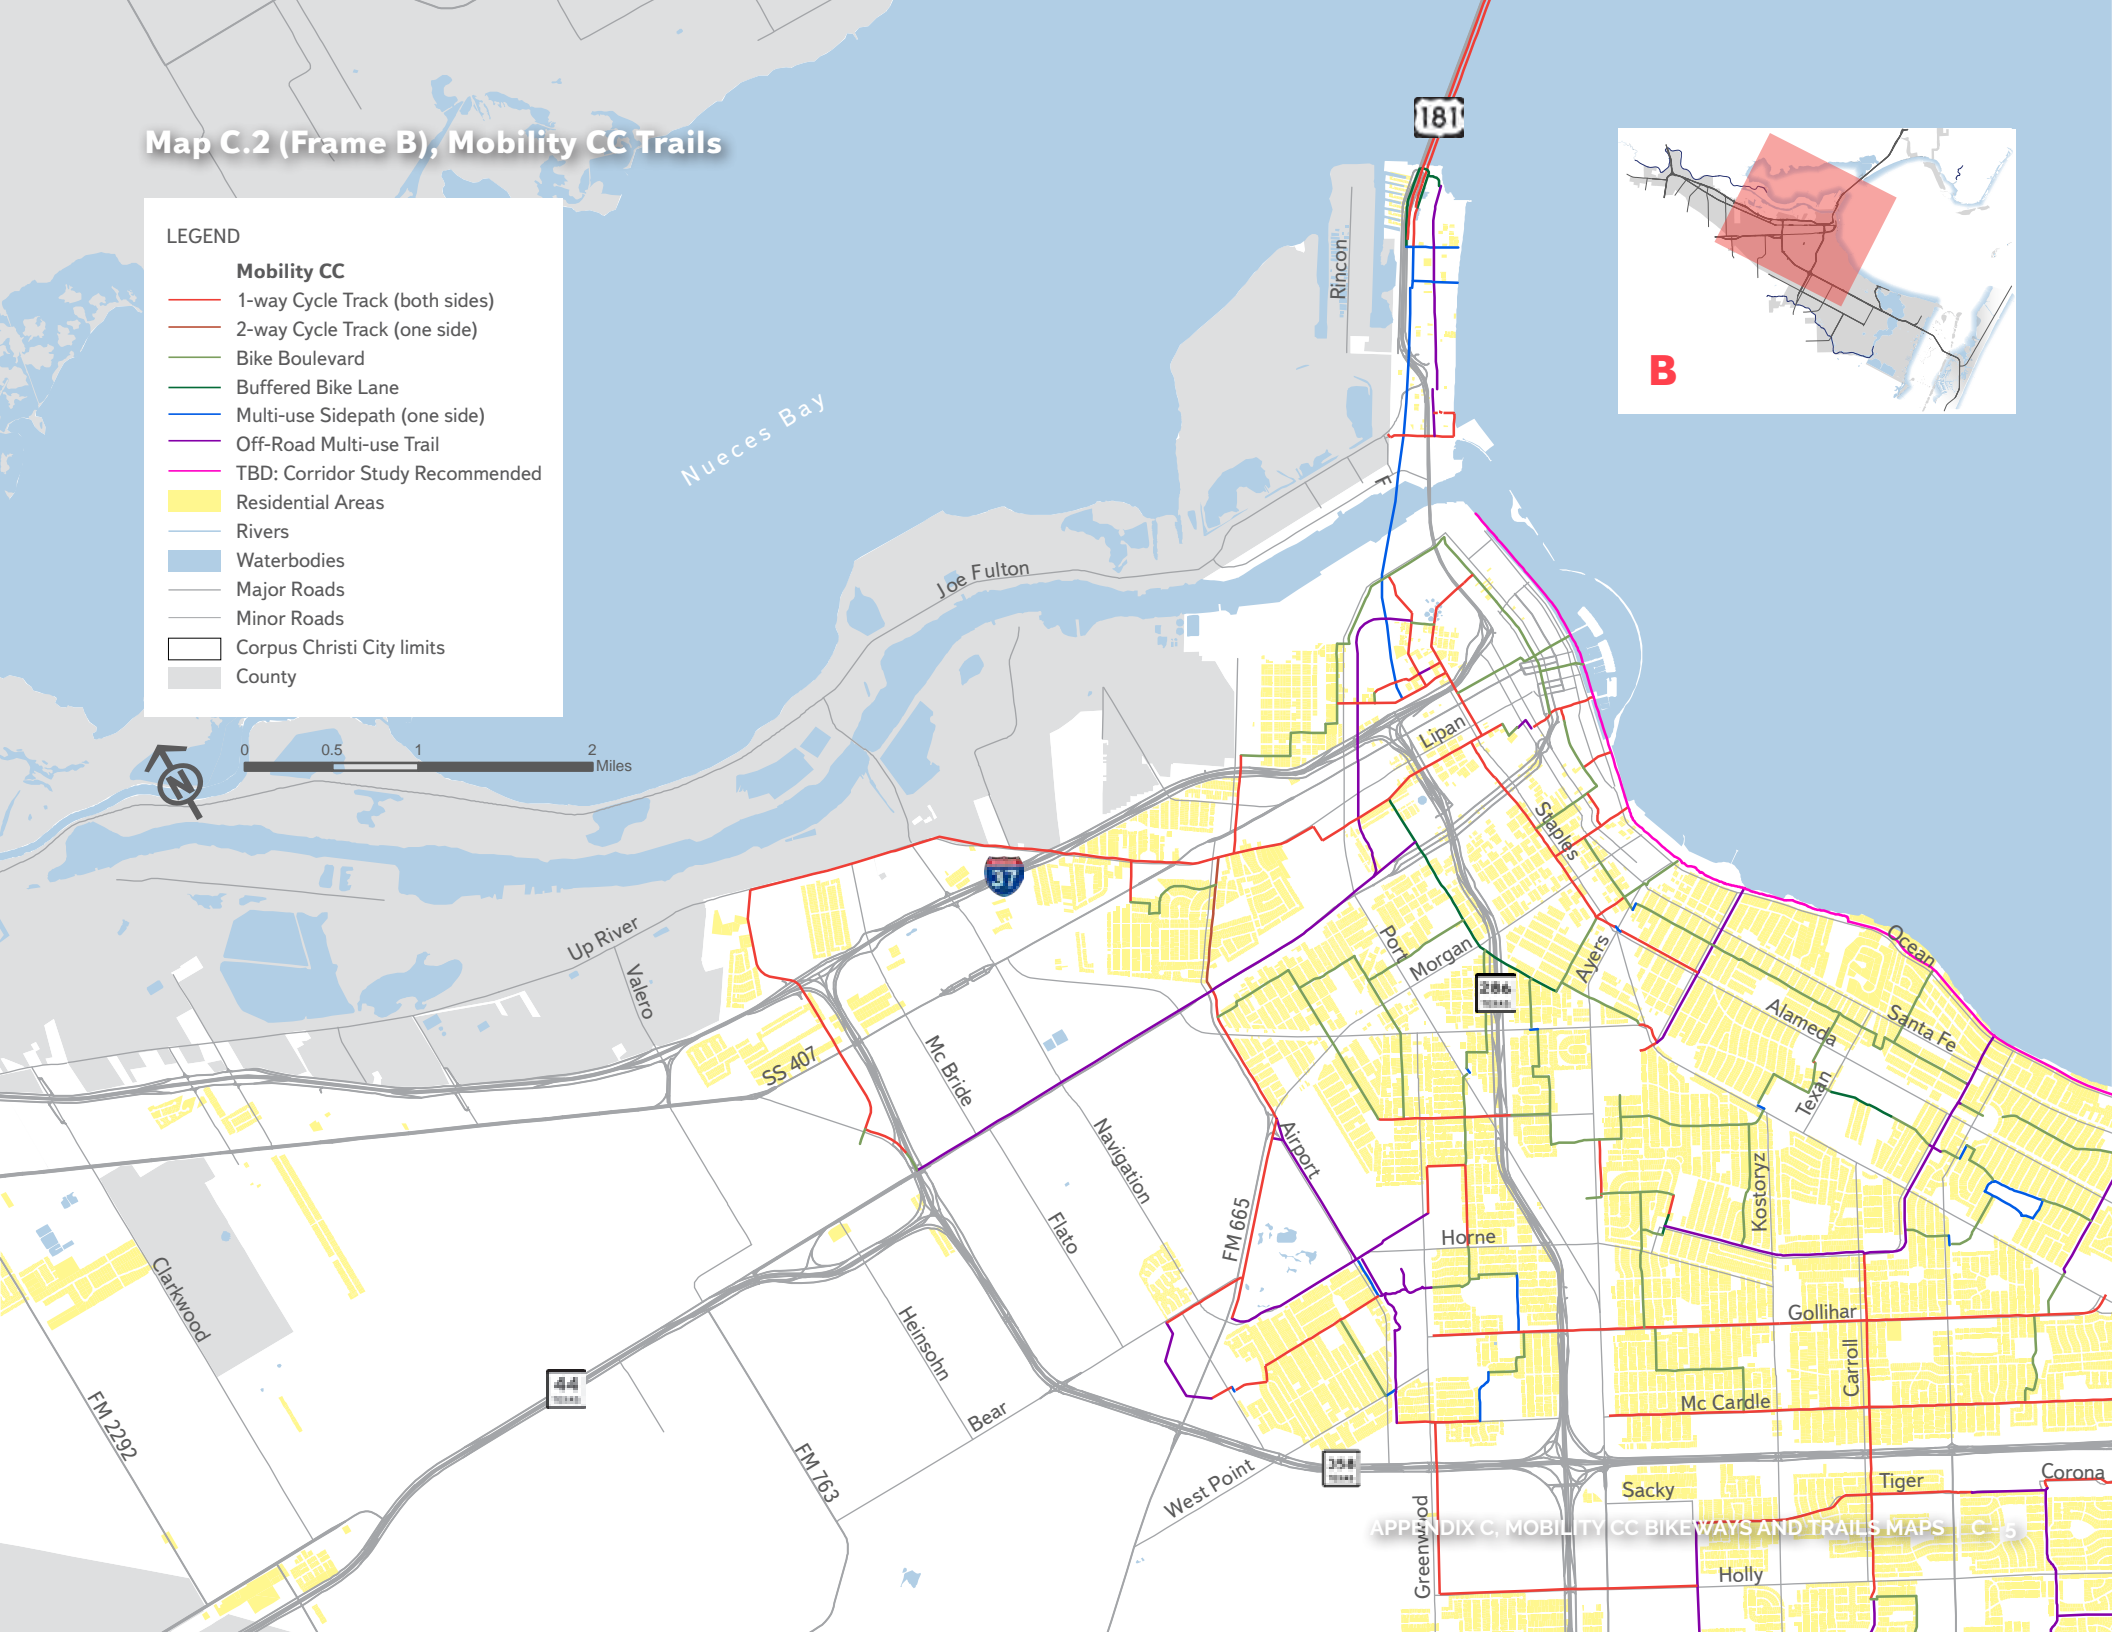 Map C.2 (Frame B), Mobility CC Trails
LEGEND
Mobility CC
1-way Cycle Track (both sides)
2-way Cycle Track (one side)
Bike Boulevard
Buffered Bike Lane
Multi-use Sidepath (one side)
Off-Road Multi-use Trail
TBD: Corridor Study Recommended
Residential Areas
Rivers
Waterbodies
Major Roads
Minor Roads
Corpus Christi City limits
County
0 0.5 1 2
Miles
N
B
181
Rincon
Nueces Bay
F
Joe Fulton
Lipan
Staples
37
Up River
Valero
Port
Morgan
Ayers
Ocean
286
TEXAS
Alameda
Santa Fe
SS 407
Mc Bride
Texan
Navigation
Airport
Kostoryz
Flato
FM 665
Horne
Clarkwood
Heinsohn
Gollihar
Carroll
44
TEXAS
Mc Cardle
FM 2292
Bear
FM 763
358
TEXAS
West Point
Corona
Tiger
Sacky
Greenwood
Holly
APPENDIX C, MOBILITY CC BIKEWAYS AND TRAILS MAPS | C - 5